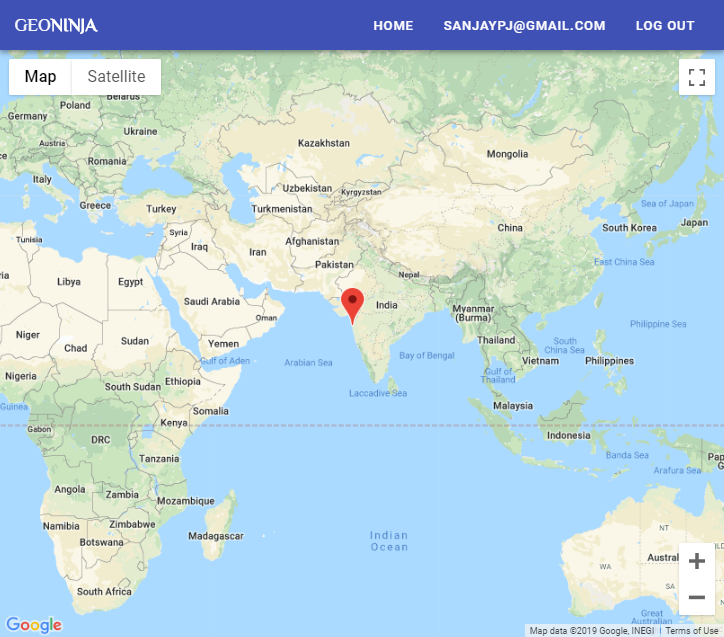 GEONINJA
HOME
SANJAYPJ@GMAIL.COM
LOG OUT
Map
Satellite
Belarus
Poland
Germany
Ukraine
Austria
Kazakhstan
Mongolia
Romania
Italy
Uzbekistan
Kyrgyzstan
Greece
Turkey
Turkmenistan
Sea of Japan
Japan
Tunisia
Syria
Iraq
Iran
Afghanistan
China
South Korea
Pakistan
East China Sea
Nepal
Libya
Egypt
Saudi Arabia
India
Myanmar
(Burma)
Oman
Philippine Sea
Niger
Chad
Sudan
Yemen
Thailand
South
China Sea
Gulf of Aden
Arabian Sea
Bay of Bengal
Vietnam
Philippines
Nigeria
South Sudan
Ethiopia
Gulf of
Thailand
Laccadive Sea
Guinea
Somalia
Malaysia
Gabon
Kenya
DRC
Indonesia
Tanzania
Banda Sea
Arafura Sea
Angola
Zambia
Mozambique
Namibia
Zimbabwe
Botswana
Madagascar
Indian
Ocean
NT
WA
SA
South Africa
Great
Australian
Google
Map data ©2019 Google, INEGI
Terms of Use